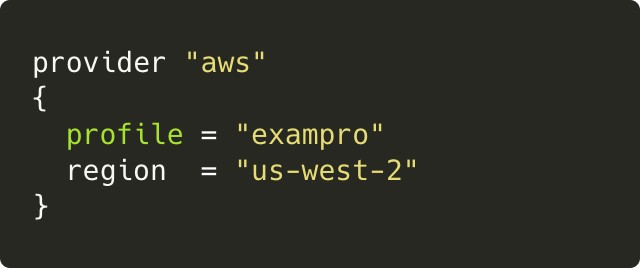 provider "aws"
{
  profile = "exampro"
  region  = "us-west-2"
}